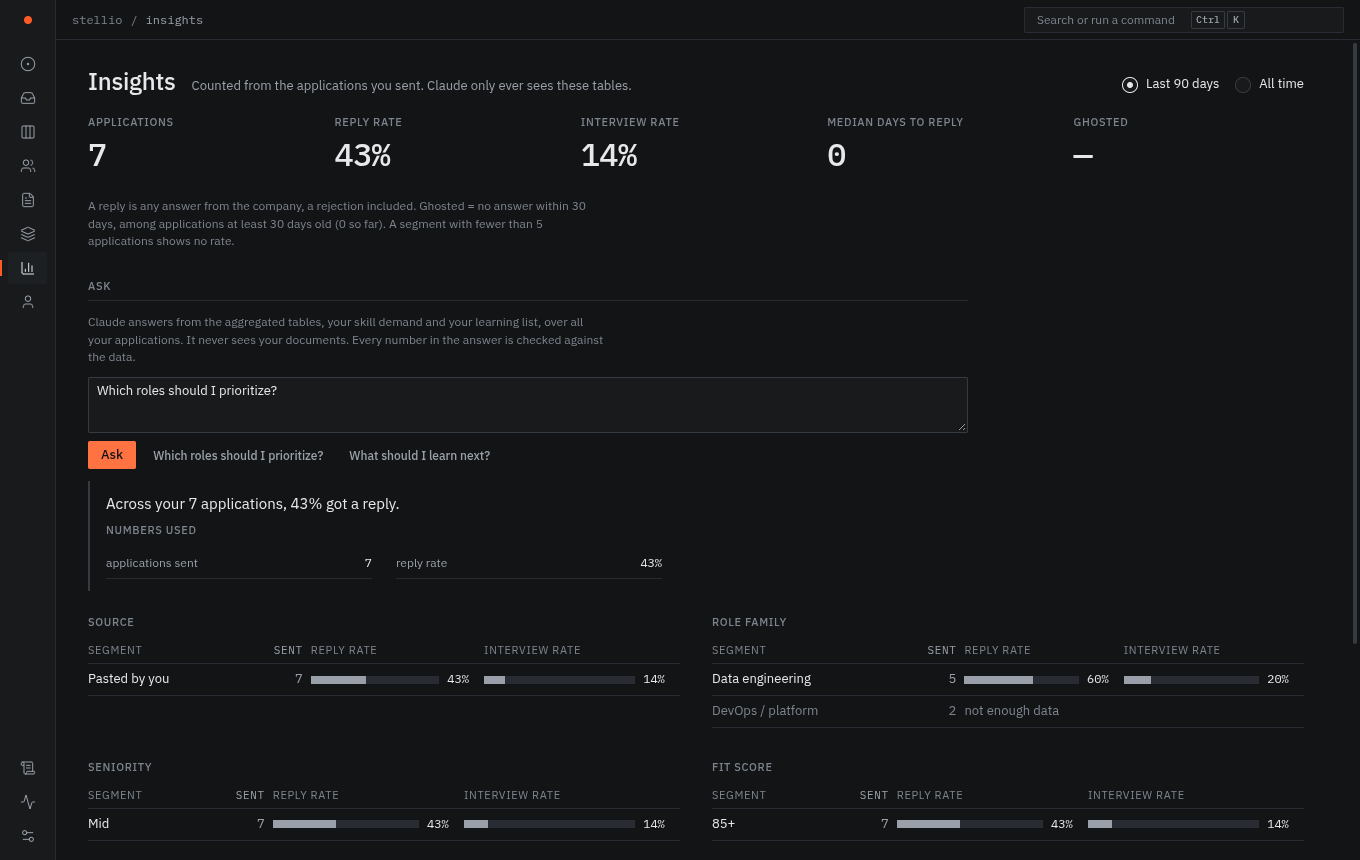 stellio / insights
Search or run a command Ctrl K
Insights Counted from the applications you sent. Claude only ever sees these tables.
Last 90 days All time
APPLICATIONS REPLY RATE INTERVIEW RATE MEDIAN DAYS TO REPLY GHOSTED
7 43% 14% 0 —
A reply is any answer from the company, a rejection included. Ghosted = no answer within 30
days, among applications at least 30 days old (0 so far). A segment with fewer than 5
applications shows no rate.
ASK
Claude answers from the aggregated tables, your skill demand and your learning list, over all
your applications. It never sees your documents. Every number in the answer is checked against
the data.
Which roles should I prioritize?
Ask Which roles should I prioritize? What should I learn next?
Across your 7 applications, 43% got a reply.
NUMBERS USED
applications sent 7 reply rate 43%
SOURCE
SEGMENT SENT REPLY RATE INTERVIEW RATE
Pasted by you 7 43% 14%
ROLE FAMILY
SEGMENT SENT REPLY RATE INTERVIEW RATE
Data engineering 5 60% 20%
DevOps / platform 2 not enough data
SENIORITY
SEGMENT SENT REPLY RATE INTERVIEW RATE
Mid 7 43% 14%
FIT SCORE
SEGMENT SENT REPLY RATE INTERVIEW RATE
85+ 7 43% 14%